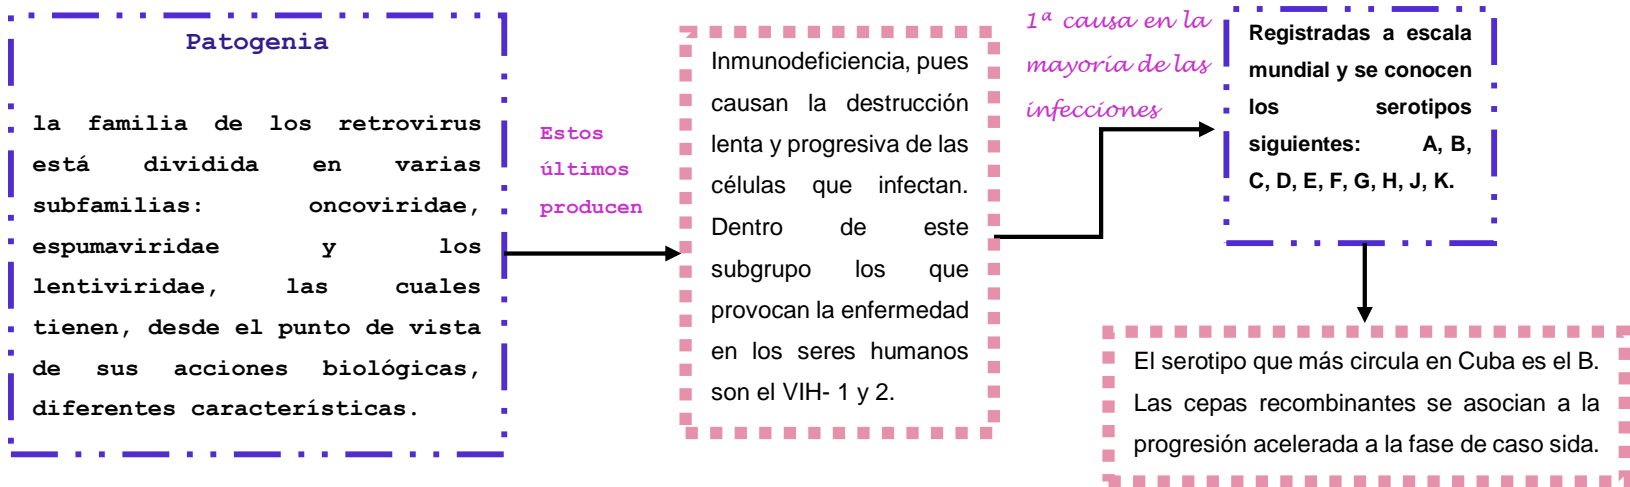 Patogenia
la familia de los retrovirus
está dividida en varias
subfamilias: oncoviridae,
espumaviridae y los
lentiviridae, las cuales
tienen, desde el punto de vista
de sus acciones biológicas,
diferentes características.
Estos
últimos
producen
Inmunodeficiencia, pues
causan la destrucción
lenta y progresiva de las
células que infectan.
Dentro de este
subgrupo los que
provocan la enfermedad
en los seres humanos
son el VIH- 1 y 2.
1ª causa en la
mayoría de las
infecciones
Registradas a escala
mundial y se conocen
los serotipos
siguientes: A, B,
C, D, E, F, G, H, J, K.
El serotipo que más circula en Cuba es el B.
Las cepas recombinantes se asocian a la
progresión acelerada a la fase de caso sida.